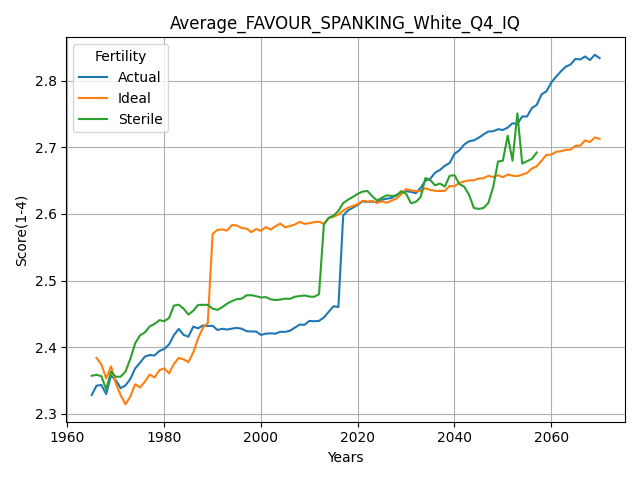 Average_FAVOUR_SPANKING_White_Q4_IQ
Fertility
Actual
Ideal
Sterile
Score(1-4)
2.8
2.7
2.6
2.5
2.4
2.3
1960
1980
2000
2020
2040
2060
Years